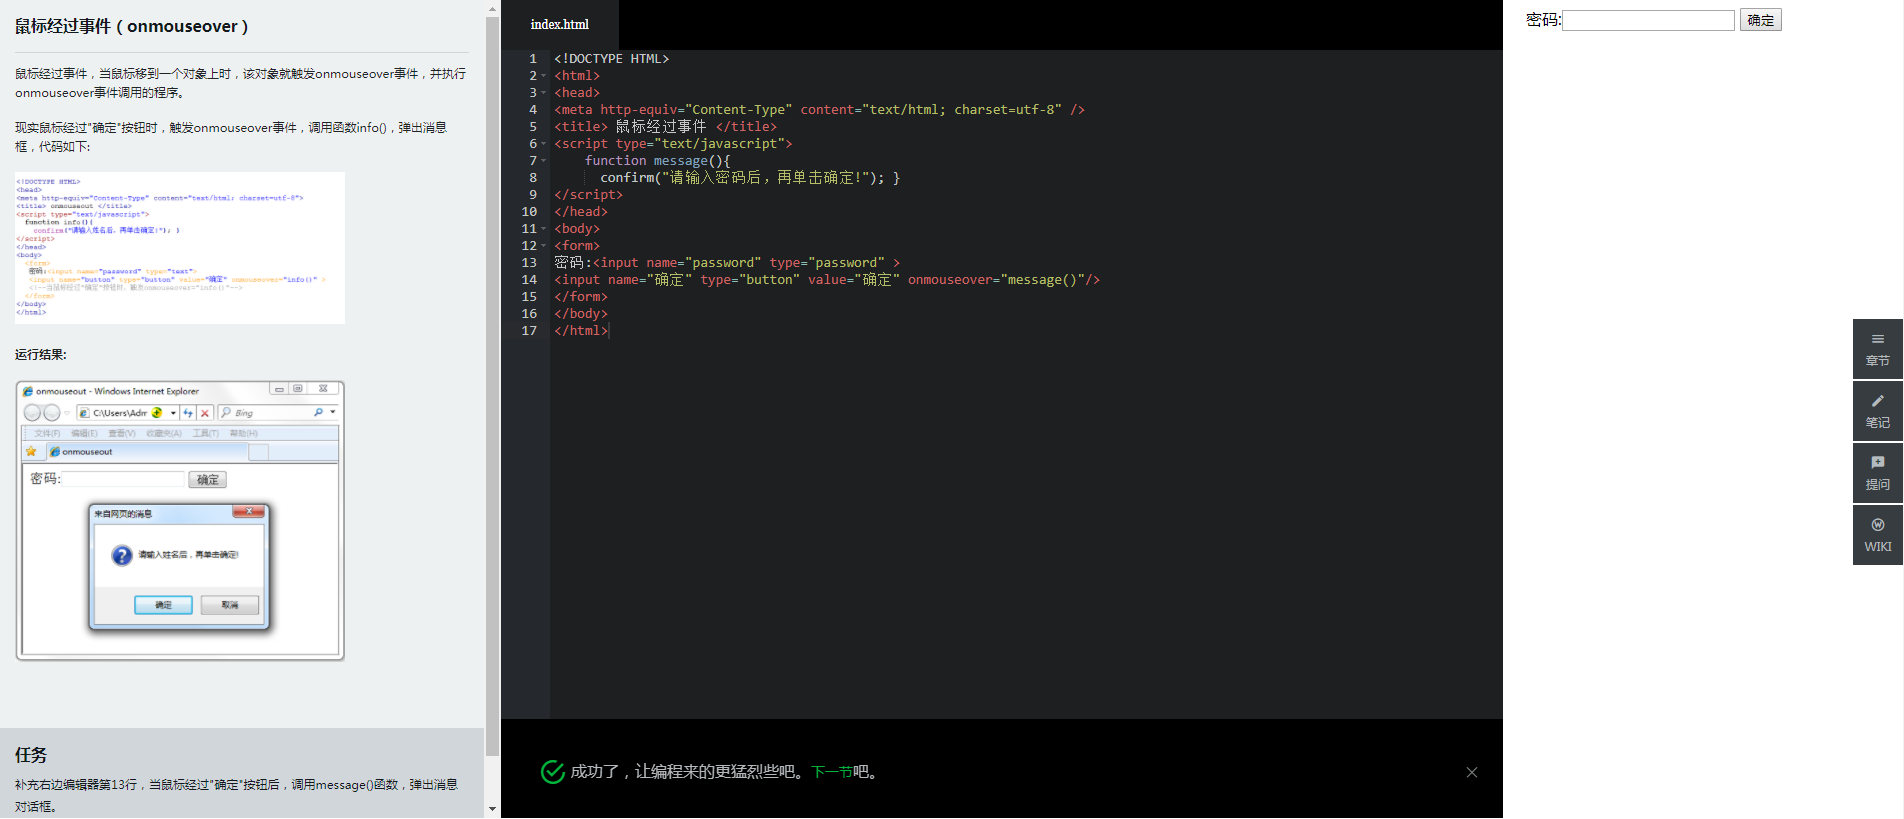 鼠标经过事件（onmouseover）
鼠标经过事件，当鼠标移到一个对象上时，该对象就触发onmouseover事件，并执行
onmouseover事件调用的程序。
现实鼠标经过"确定"按钮时，触发onmouseover事件，调用函数info()，弹出消息
框，代码如下:
<!DOCTYPE HTML>
<head>
<meta http-equiv="Content-Type" content="text/html; charset=utf-8">
<title> onmouseout </title>
<script type="text/javascript">
function info(){
confirm("请输入姓名后，再单击确定!"); }
</script>
</head>
<body>
<form>
密码:<input name="password" type="text">
<input name="button" type="button" value="确定" onmouseover="info()" >
<!--当鼠标经过"确定"按钮时，触发onmouseover="info()"-->
</form>
</body>
</html>
运行结果:
onmouseout - Windows Internet Explorer
C:\Users\Adm
Bing
文件(F) 编辑(E) 查看(V) 收藏夹(A) 工具(T) 帮助(H)
onmouseout
密码: 确定
来自网页的消息
请输入姓名后，再单击确定!
确定 取消
任务
补充右边编辑器第13行，当鼠标经过"确定"按钮后，调用message()函数，弹出消息
对话框。
index.html
1 <!DOCTYPE HTML>
2 <html>
3 <head>
4 <meta http-equiv="Content-Type" content="text/html; charset=utf-8" />
5 <title> 鼠标经过事件 </title>
6 <script type="text/javascript">
7 function message(){
8 confirm("请输入密码后，再单击确定!"); }
9 </script>
10 </head>
11 <body>
12 <form>
13 密码:<input name="password" type="password" >
14 <input name="确定" type="button" value="确定" onmouseover="message()"/>
15 </form>
16 </body>
17 </html>
成功了，让编程来的更猛烈些吧。下一节吧。
密码: 确定
章节
笔记
提问
WIKI